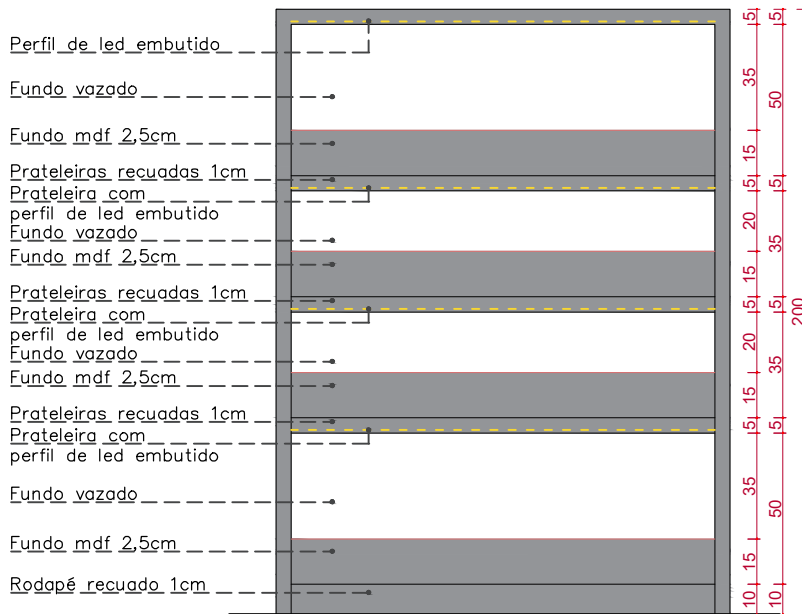 Perfil de led embutido
Fundo vazado
Fundo mdf 2,5cm
Prateleiras recuadas 1cm
Prateleira com
perfil de led embutido
Fundo vazado
Fundo mdf 2,5cm
Prateleiras recuadas 1cm
Prateleira com
perfil de led embutido
Fundo vazado
Fundo mdf 2,5cm
Prateleiras recuadas 1cm
Prateleira com
perfil de led embutido
Fundo vazado
Fundo mdf 2,5cm
Rodapé recuado 1cm
5
35
15
5
20
15
5
20
15
5
35
15
10
5
50
5
35
5
35
5
50
10
200